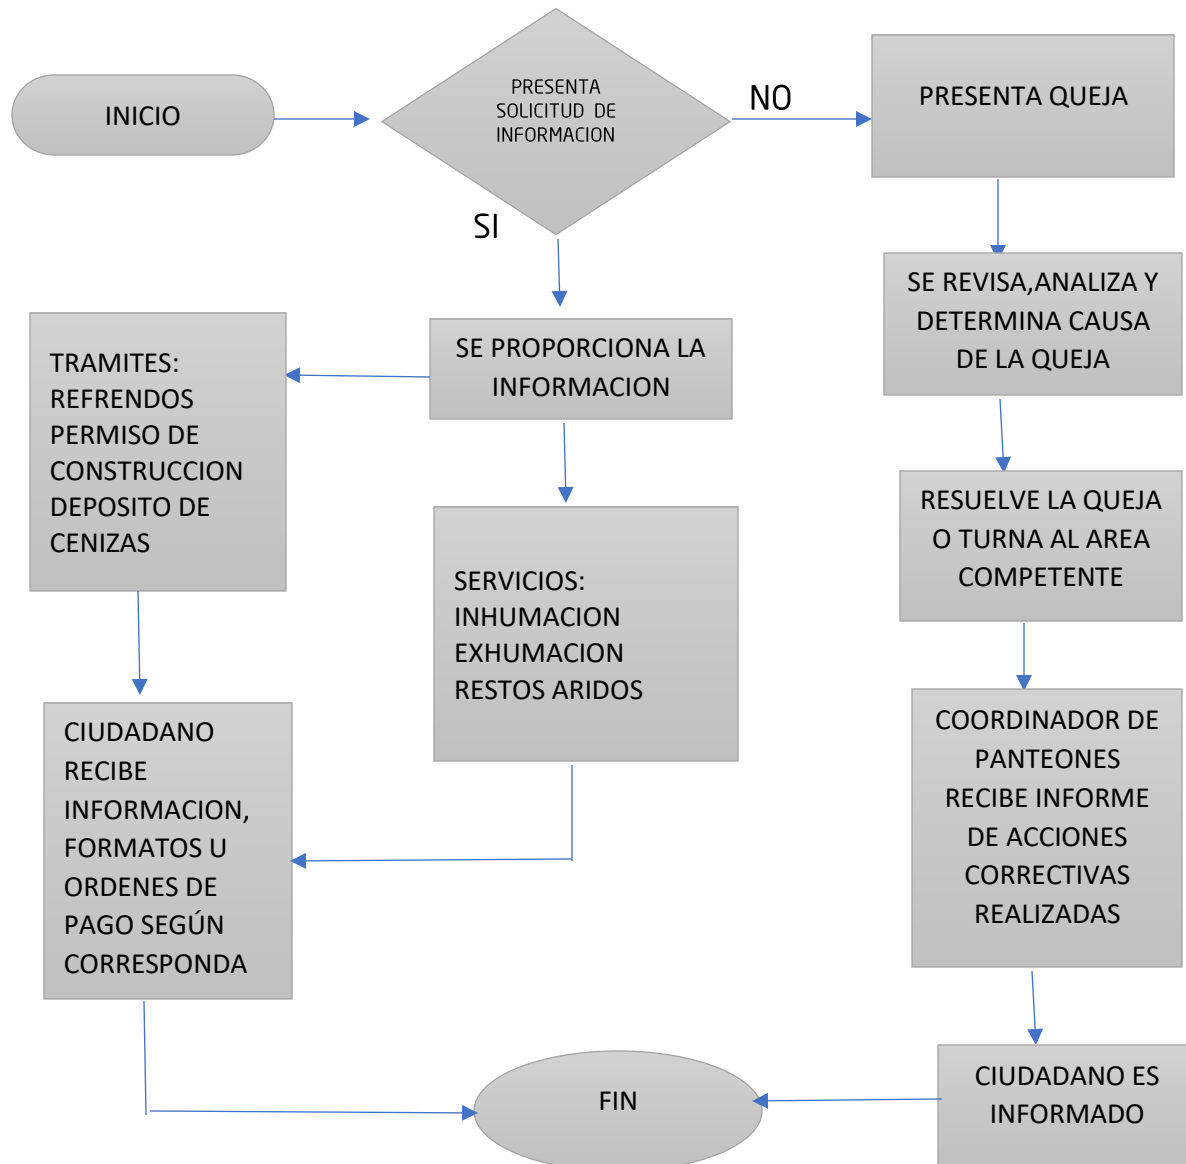 INICIO
PRESENTA
SOLICITUD DE
INFORMACION
NO
PRESENTA QUEJA
SI
SE REVISA,ANALIZA Y
DETERMINA CAUSA
DE LA QUEJA
SE PROPORCIONA LA
INFORMACION
TRAMITES:
REFRENDOS
PERMISO DE
CONSTRUCCION
DEPOSITO DE
CENIZAS
RESUELVE LA QUEJA
O TURNA AL AREA
COMPETENTE
SERVICIOS:
INHUMACION
EXHUMACION
RESTOS ARIDOS
CIUDADANO
RECIBE
INFORMACION,
FORMATOS U
ORDENES DE
PAGO SEGÚN
CORRESPONDA
COORDINADOR DE
PANTEONES
RECIBE INFORME
DE ACCIONES
CORRECTIVAS
REALIZADAS
CIUDADANO ES
INFORMADO
FIN